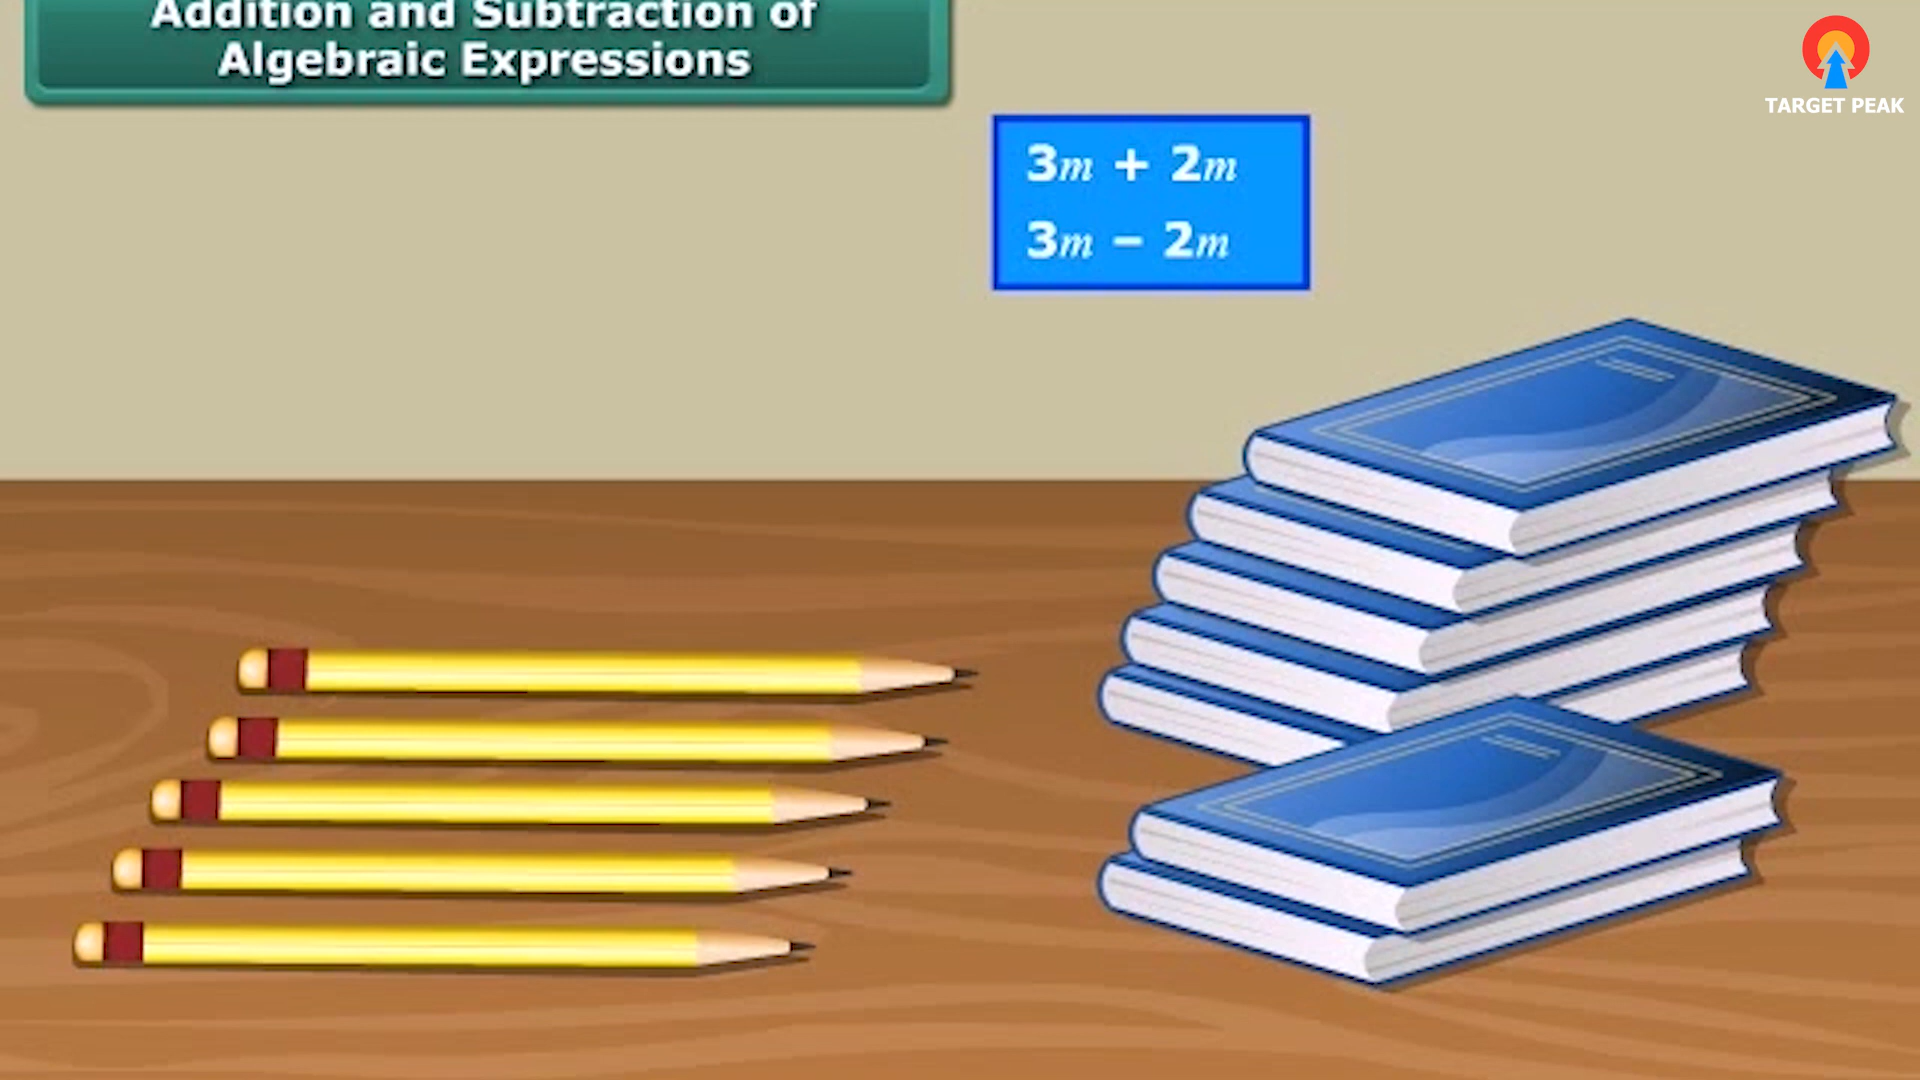 Addition and Subtraction of
Algebraic Expressions
TARGET PEAK
3m + 2m
3m − 2m